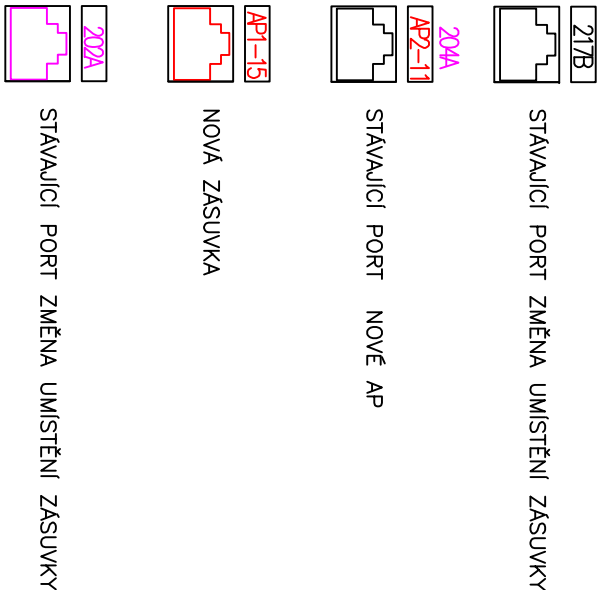 217B
STÁVAJÍCÍ PORT ZMĚNA UMÍSTĚNÍ ZÁSUVKY
204A
AP2-11
STÁVAJÍCÍ PORT NOVÉ AP
AP1-15
NOVÁ ZÁSUVKA
202A
STÁVAJÍCÍ PORT ZMĚNA UMÍSTĚNÍ ZÁSUVKY